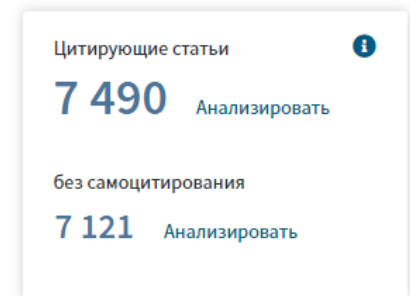 Цитирующие статьи
7 490 Анализировать
без самоцитирования
7 121 Анализировать